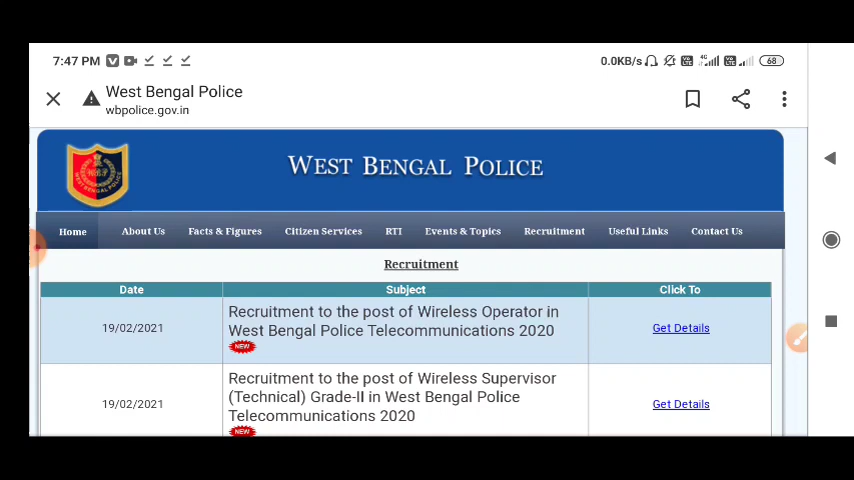 7:47 PM
0.0KB/s
4G
68
West Bengal Police
wbpolice.gov.in
WEST BENGAL POLICE
Home About Us Facts & Figures Citizen Services RTI Events & Topics Recruitment Useful Links Contact Us
Recruitment
Date Subject Click To
19/02/2021
Recruitment to the post of Wireless Operator in
West Bengal Police Telecommunications 2020
NEW
Get Details
19/02/2021
Recruitment to the post of Wireless Supervisor
(Technical) Grade-II in West Bengal Police
Telecommunications 2020
NEW
Get Details